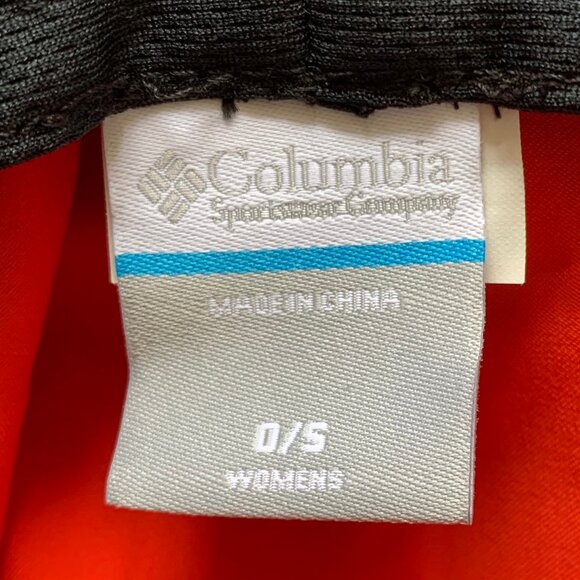 Columbia
Sportswear Company
MADE IN CHINA
O/S
WOMENS